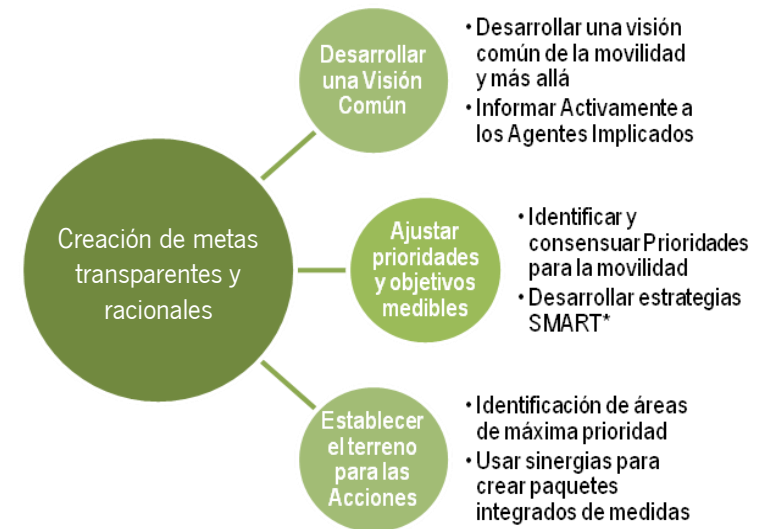 Creación de metas
transparentes y
racionales
Desarrollar
una Visión
Común
• Desarrollar una visión
común de la movilidad
y más allá
• Informar Activamente a
los Agentes Implicados
Ajustar
prioridades
y objetivos
medibles
• Identificar y
consensuar Prioridades
para la movilidad
• Desarrollar estrategias
SMART*
Establecer
el terreno
para las
Acciones
• Identificación de áreas
de máxima prioridad
• Usar sinergias para
crear paquetes
integrados de medidas